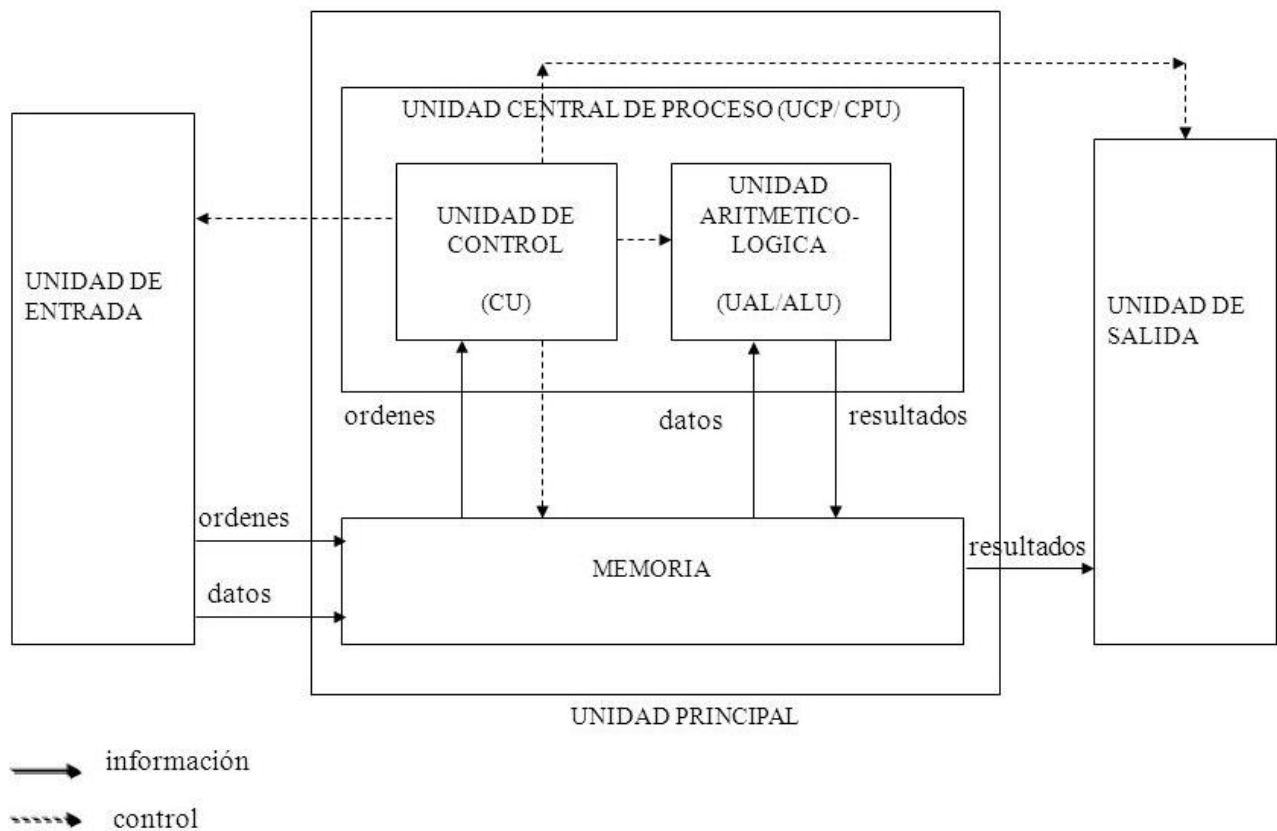 UNIDAD CENTRAL DE PROCESO (UCP/ CPU)
UNIDAD DE
ENTRADA
UNIDAD DE
CONTROL
(CU)
UNIDAD
ARITMETICO-
LOGICA
(UAL/ALU)
UNIDAD DE
SALIDA
ordenes
datos
resultados
ordenes
datos
MEMORIA
resultados
UNIDAD PRINCIPAL
información
control